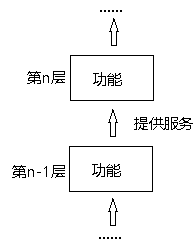 ......
第n层 功能
提供服务
第n-1层 功能
......